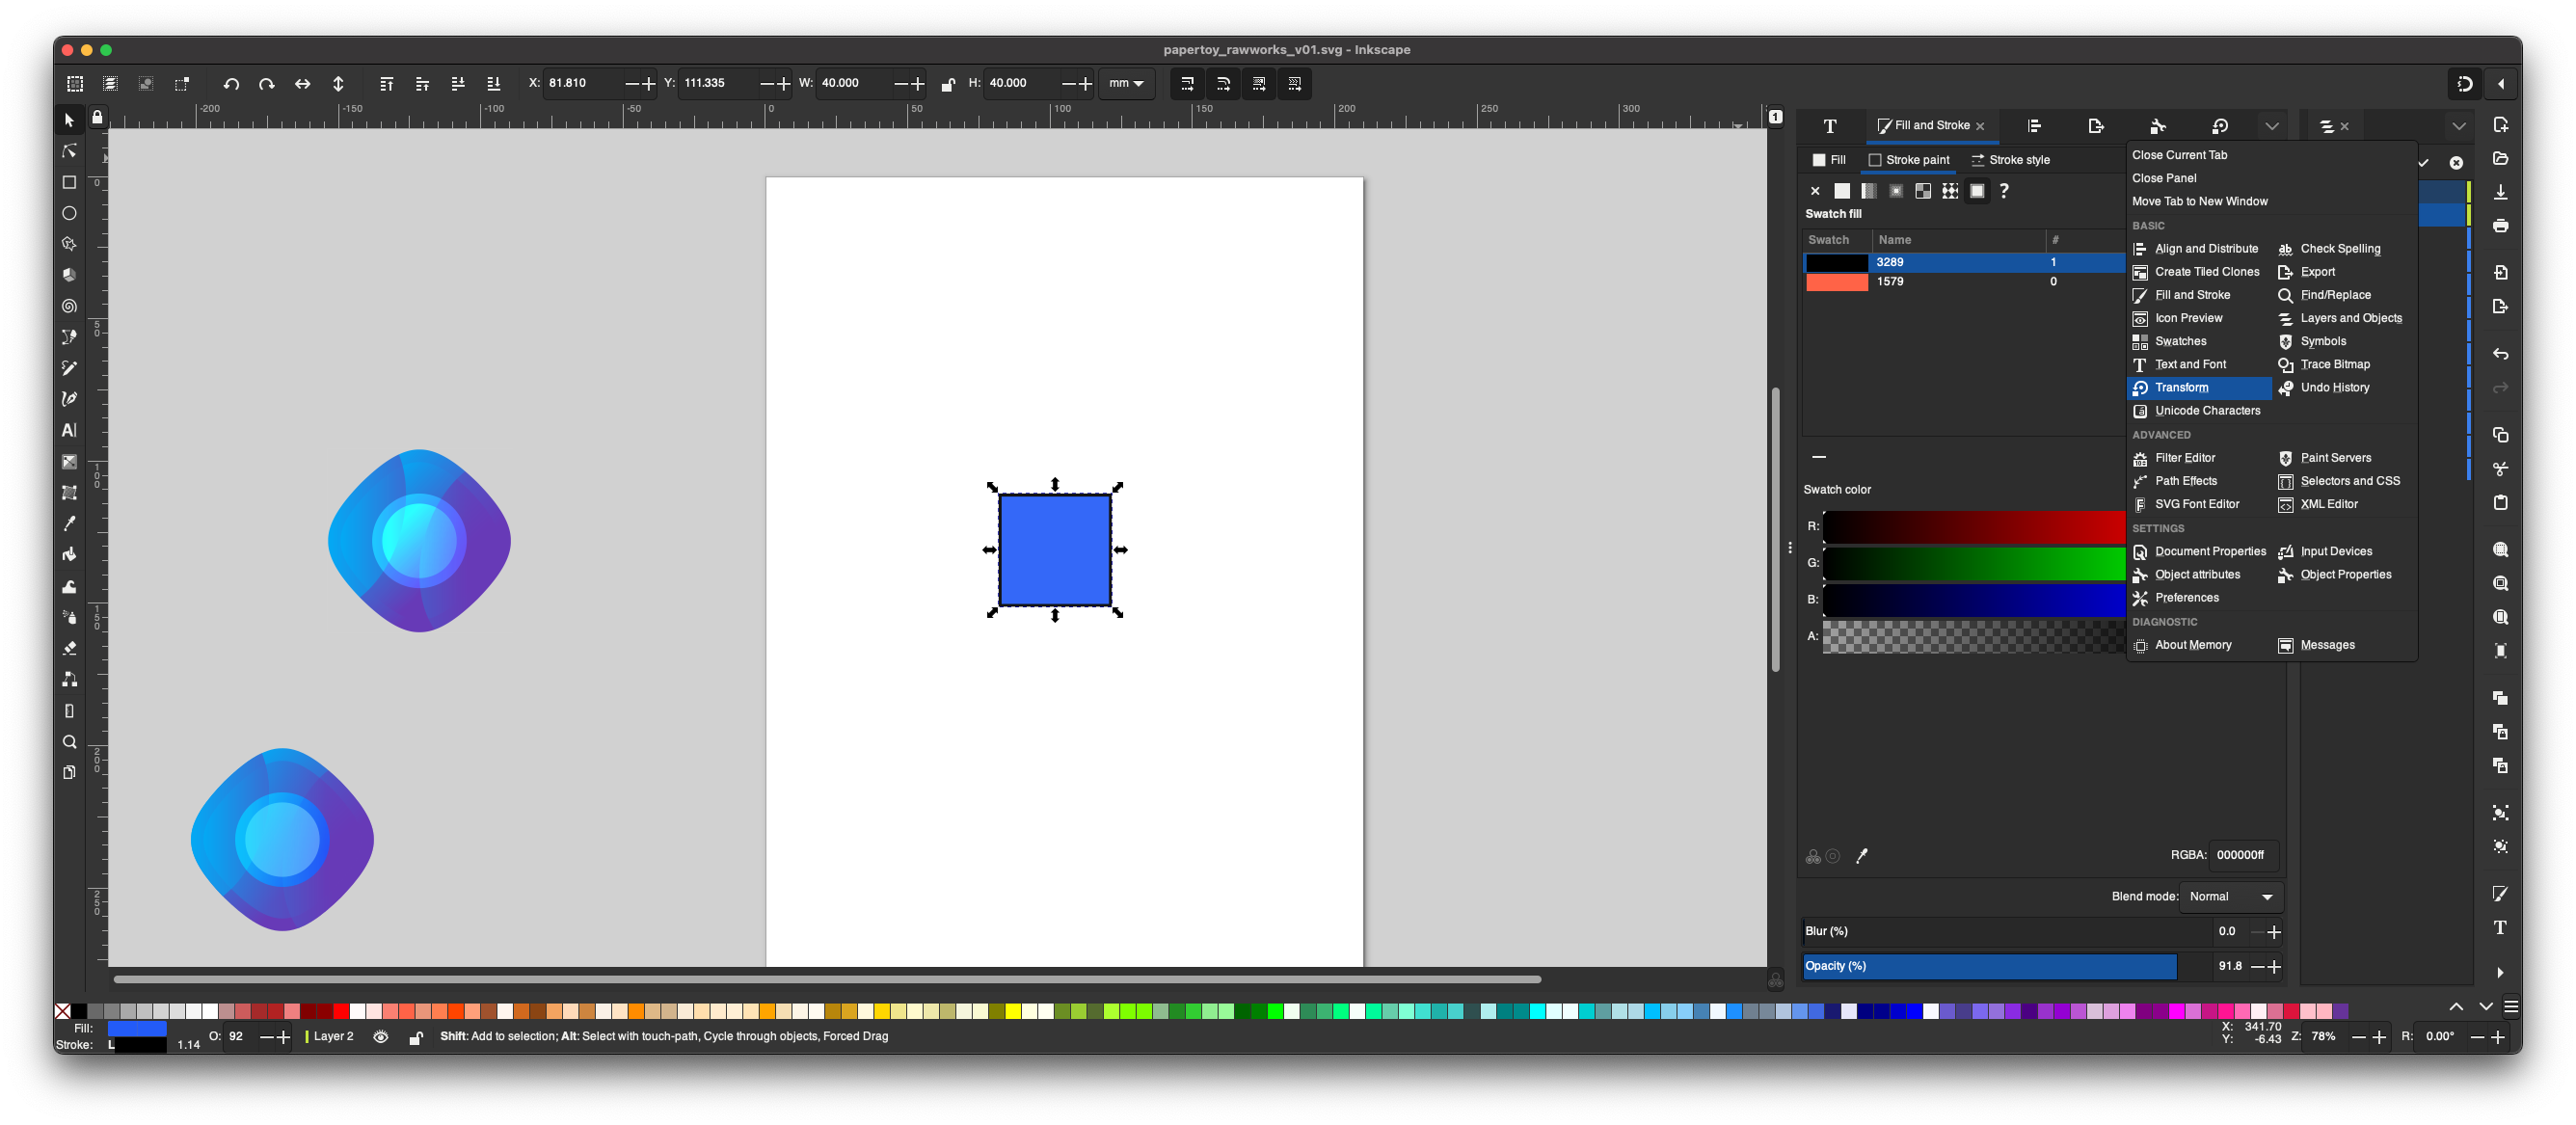 papertoy_rawworks_v01.svg - Inkscape
X: 81.810 Y: 111.335 W: 40.000 H: 40.000 mm
-200 -150 -100 -50 0 50 100 150 200 250 300
1
0
50
100
150
200
250
Fill and Stroke
Fill Stroke paint Stroke style
Swatch fill
Swatch Name #
3289 1
1579 0
Swatch color
R:
G:
B:
A:
RGBA: 000000ff
Blend mode: Normal
Blur (%) 0.0
Opacity (%) 91.8
Close Current Tab
Close Panel
Move Tab to New Window
BASIC
Align and Distribute Check Spelling
Create Tiled Clones Export
Fill and Stroke Find/Replace
Icon Preview Layers and Objects
Swatches Symbols
Text and Font Trace Bitmap
Transform Undo History
Unicode Characters
ADVANCED
Filter Editor Paint Servers
Path Effects Selectors and CSS
SVG Font Editor XML Editor
SETTINGS
Document Properties Input Devices
Object attributes Object Properties
Preferences
DIAGNOSTIC
About Memory Messages
Fill:
Stroke: L 1.14 O: 92 Layer 2 Shift: Add to selection; Alt: Select with touch-path, Cycle through objects, Forced Drag
X: 341.70
Y: -6.43 Z: 78% R: 0.00°